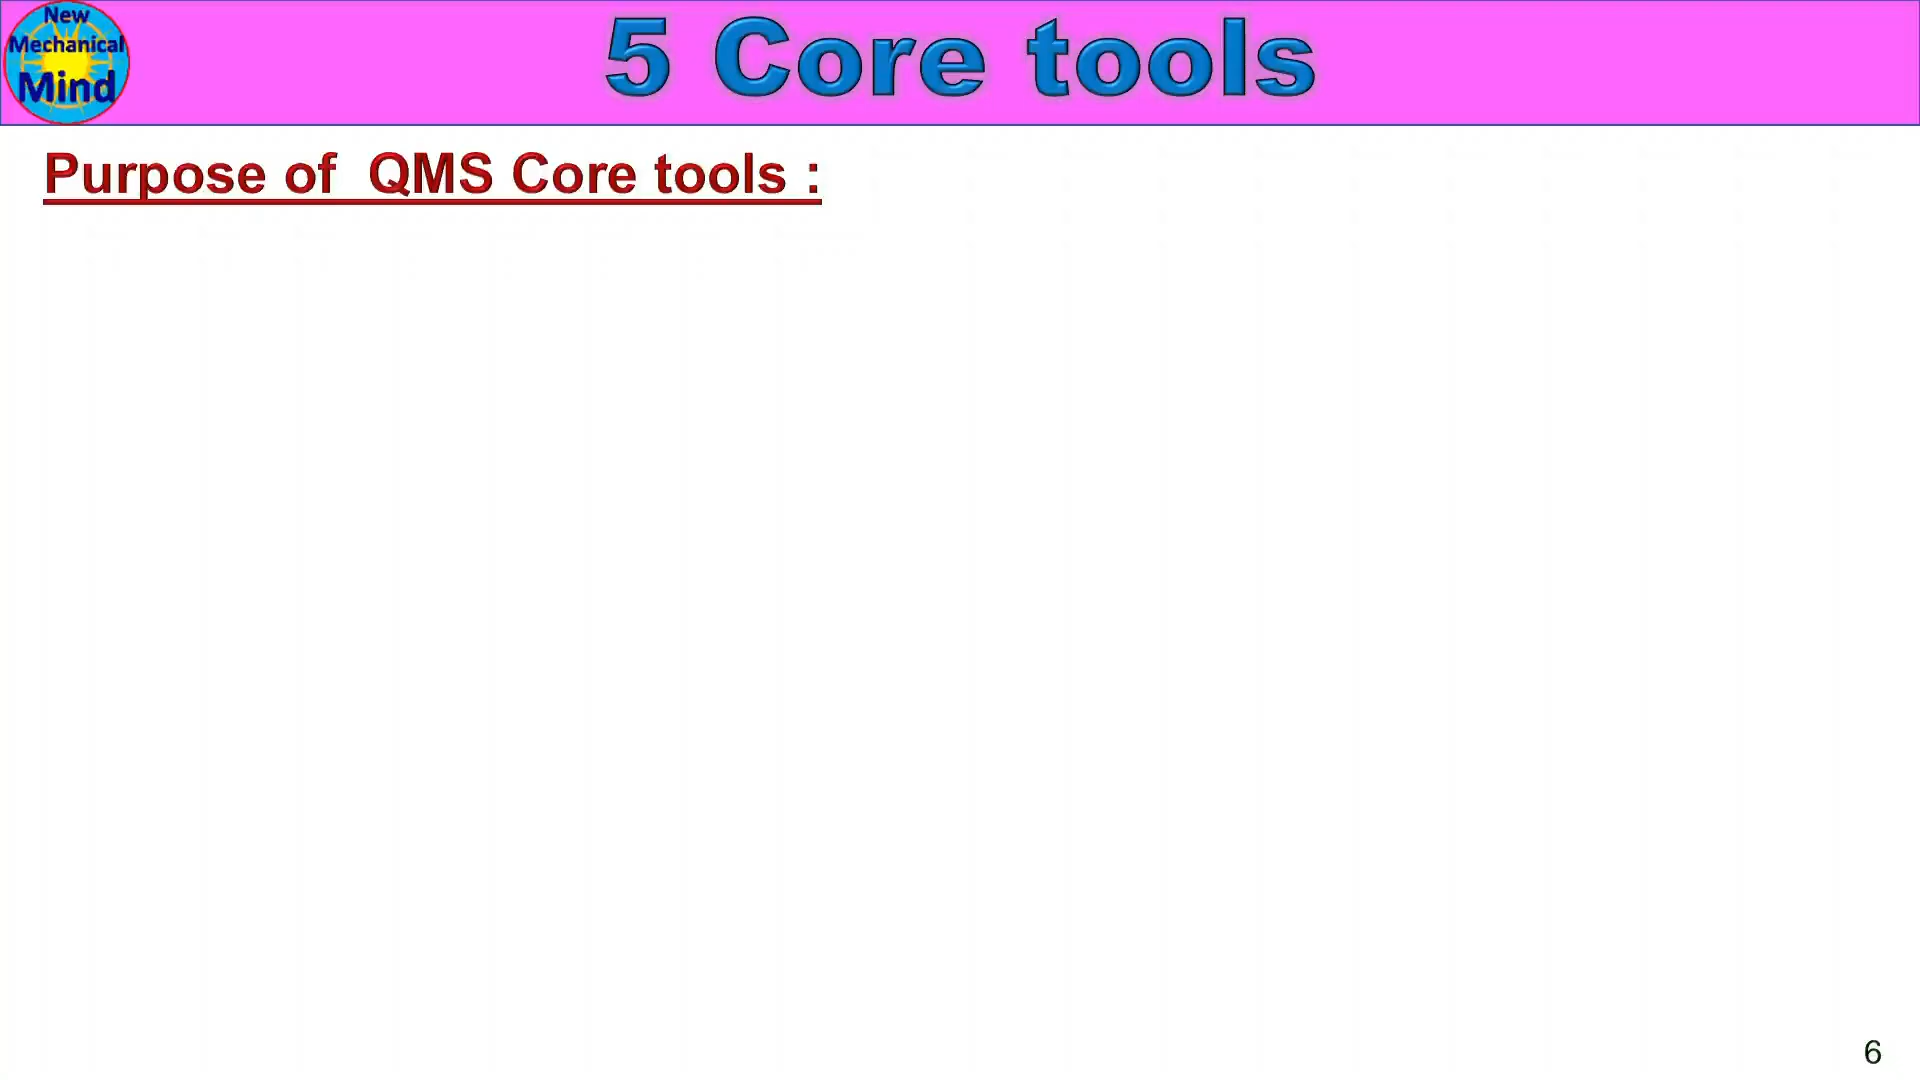 New
Mechanical
Mind
5 Core tools
Purpose of QMS Core tools :
6